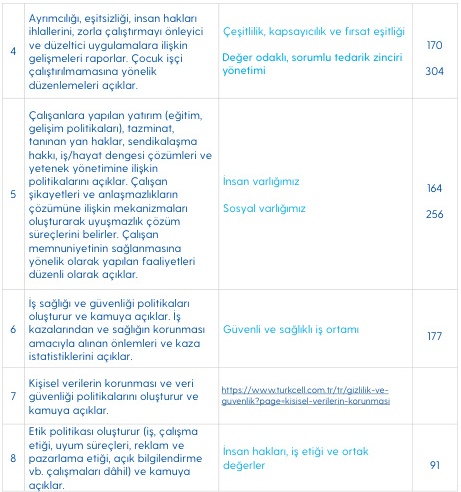 4
Ayrımcılığı, eşitsizliği, insan hakları
ihlallerini, zorla çalıştırmayı önleyici
ve düzeltici uygulamalara ilişkin
gelişmeleri raporlar. Çocuk işçi
çalıştırılmamasına yönelik
düzenlemeleri açıklar.
Çeşitlilik, kapsayıcılık ve fırsat eşitliği
Değer odaklı, sorumlu tedarik zinciri
yönetimi
170
304
5
Çalışanlara yapılan yatırım (eğitim,
gelişim politikaları), tazminat,
tanınan yan haklar, sendikalaşma
hakkı, iş/hayat dengesi çözümleri ve
yetenek yönetimine ilişkin
politikalarını açıklar. Çalışan
şikayetleri ve anlaşmazlıkların
çözümüne ilişkin mekanizmaları
oluşturarak uyuşmazlık çözüm
süreçlerini belirler. Çalışan
memnuniyetinin sağlanmasına
yönelik olarak yapılan faaliyetleri
düzenli olarak açıklar.
İnsan varlığımız
Sosyal varlığımız
164
256
6
İş sağlığı ve güvenliği politikaları
oluşturur ve kamuya açıklar. İş
kazalarından ve sağlığın korunması
amacıyla alınan önlemleri ve kaza
istatistiklerini açıklar.
Güvenli ve sağlıklı iş ortamı
177
7
Kişisel verilerin korunması ve veri
güvenliği politikalarını oluşturur ve
kamuya açıklar.
https://www.turkcell.com.tr/tr/gizlilik-ve-
guvenlik?page=kisisel-verilerin-korunmasi
8
Etik politikası oluşturur (iş, çalışma
etiği, uyum süreçleri, reklam ve
pazarlama etiği, açık bilgilendirme
vb. çalışmaları dâhil) ve kamuya
açıklar.
İnsan hakları, iş etiği ve ortak
değerler
91